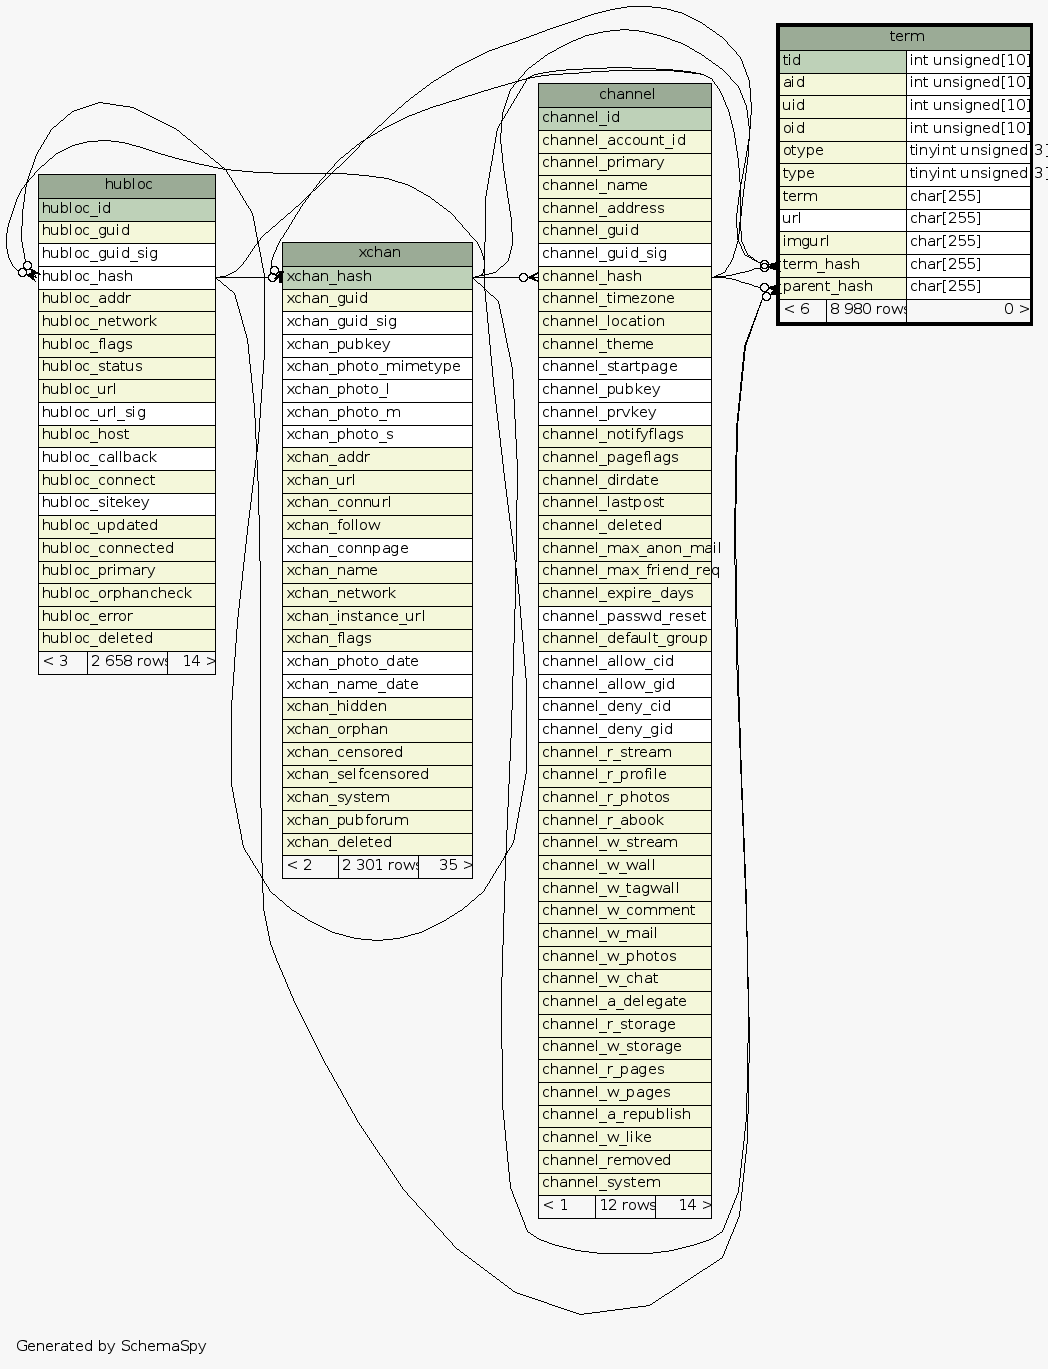 term
tid int unsigned[10]
aid int unsigned[10]
uid int unsigned[10]
oid int unsigned[10]
otype tinyint unsigned[3]
type tinyint unsigned[3]
term char[255]
url char[255]
imgurl char[255]
term_hash char[255]
parent_hash char[255]
< 6 8 980 rows 0 >
channel
channel_id
channel_account_id
channel_primary
channel_name
channel_address
channel_guid
channel_guid_sig
channel_hash
channel_timezone
channel_location
channel_theme
channel_startpage
channel_pubkey
channel_prvkey
channel_notifyflags
channel_pageflags
channel_dirdate
channel_lastpost
channel_deleted
channel_max_anon_mail
channel_max_friend_req
channel_expire_days
channel_passwd_reset
channel_default_group
channel_allow_cid
channel_allow_gid
channel_deny_cid
channel_deny_gid
channel_r_stream
channel_r_profile
channel_r_photos
channel_r_abook
channel_w_stream
channel_w_wall
channel_w_tagwall
channel_w_comment
channel_w_mail
channel_w_photos
channel_w_chat
channel_a_delegate
channel_r_storage
channel_w_storage
channel_r_pages
channel_w_pages
channel_a_republish
channel_w_like
channel_removed
channel_system
< 1 12 rows 14 >
hubloc
hubloc_id
hubloc_guid
hubloc_guid_sig
hubloc_hash
hubloc_addr
hubloc_network
hubloc_flags
hubloc_status
hubloc_url
hubloc_url_sig
hubloc_host
hubloc_callback
hubloc_connect
hubloc_sitekey
hubloc_updated
hubloc_connected
hubloc_primary
hubloc_orphancheck
hubloc_error
hubloc_deleted
< 3 2 658 rows 14 >
xchan
xchan_hash
xchan_guid
xchan_guid_sig
xchan_pubkey
xchan_photo_mimetype
xchan_photo_l
xchan_photo_m
xchan_photo_s
xchan_addr
xchan_url
xchan_connurl
xchan_follow
xchan_connpage
xchan_name
xchan_network
xchan_instance_url
xchan_flags
xchan_photo_date
xchan_name_date
xchan_hidden
xchan_orphan
xchan_censored
xchan_selfcensored
xchan_system
xchan_pubforum
xchan_deleted
< 2 2 301 rows 35 >
Generated by SchemaSpy